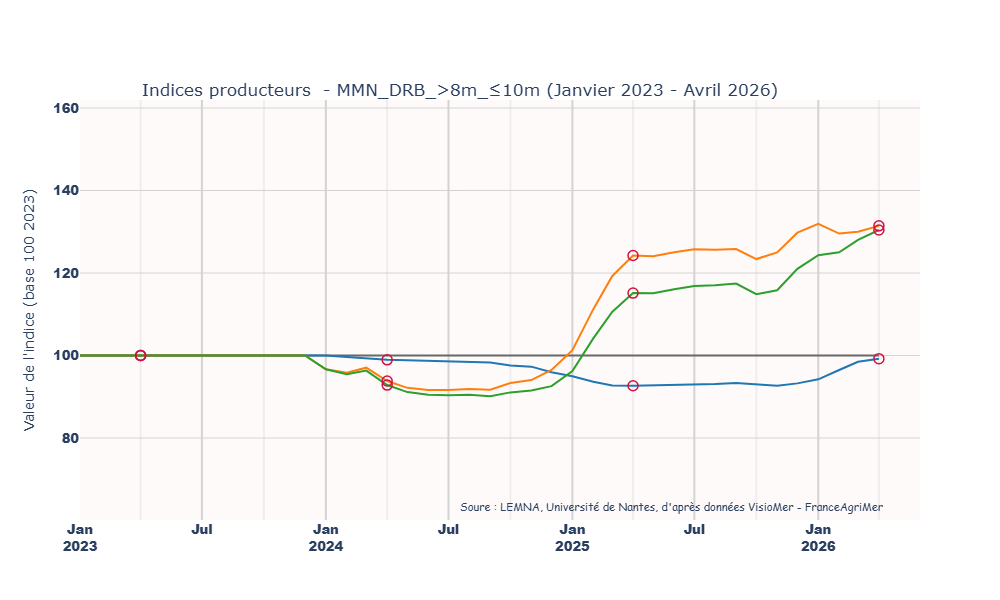 Indices producteurs  - MMN_DRB_>8m_≤10m (Janvier 2023 - Avril 2026)
Valeur de l'indice (base 100 2023)
160
140
120
100
80
Soure : LEMNA, Université de Nantes, d'après données VisioMer - FranceAgriMer
Jan
2023
Jul
Jan
2024
Jul
Jan
2025
Jul
Jan
2026